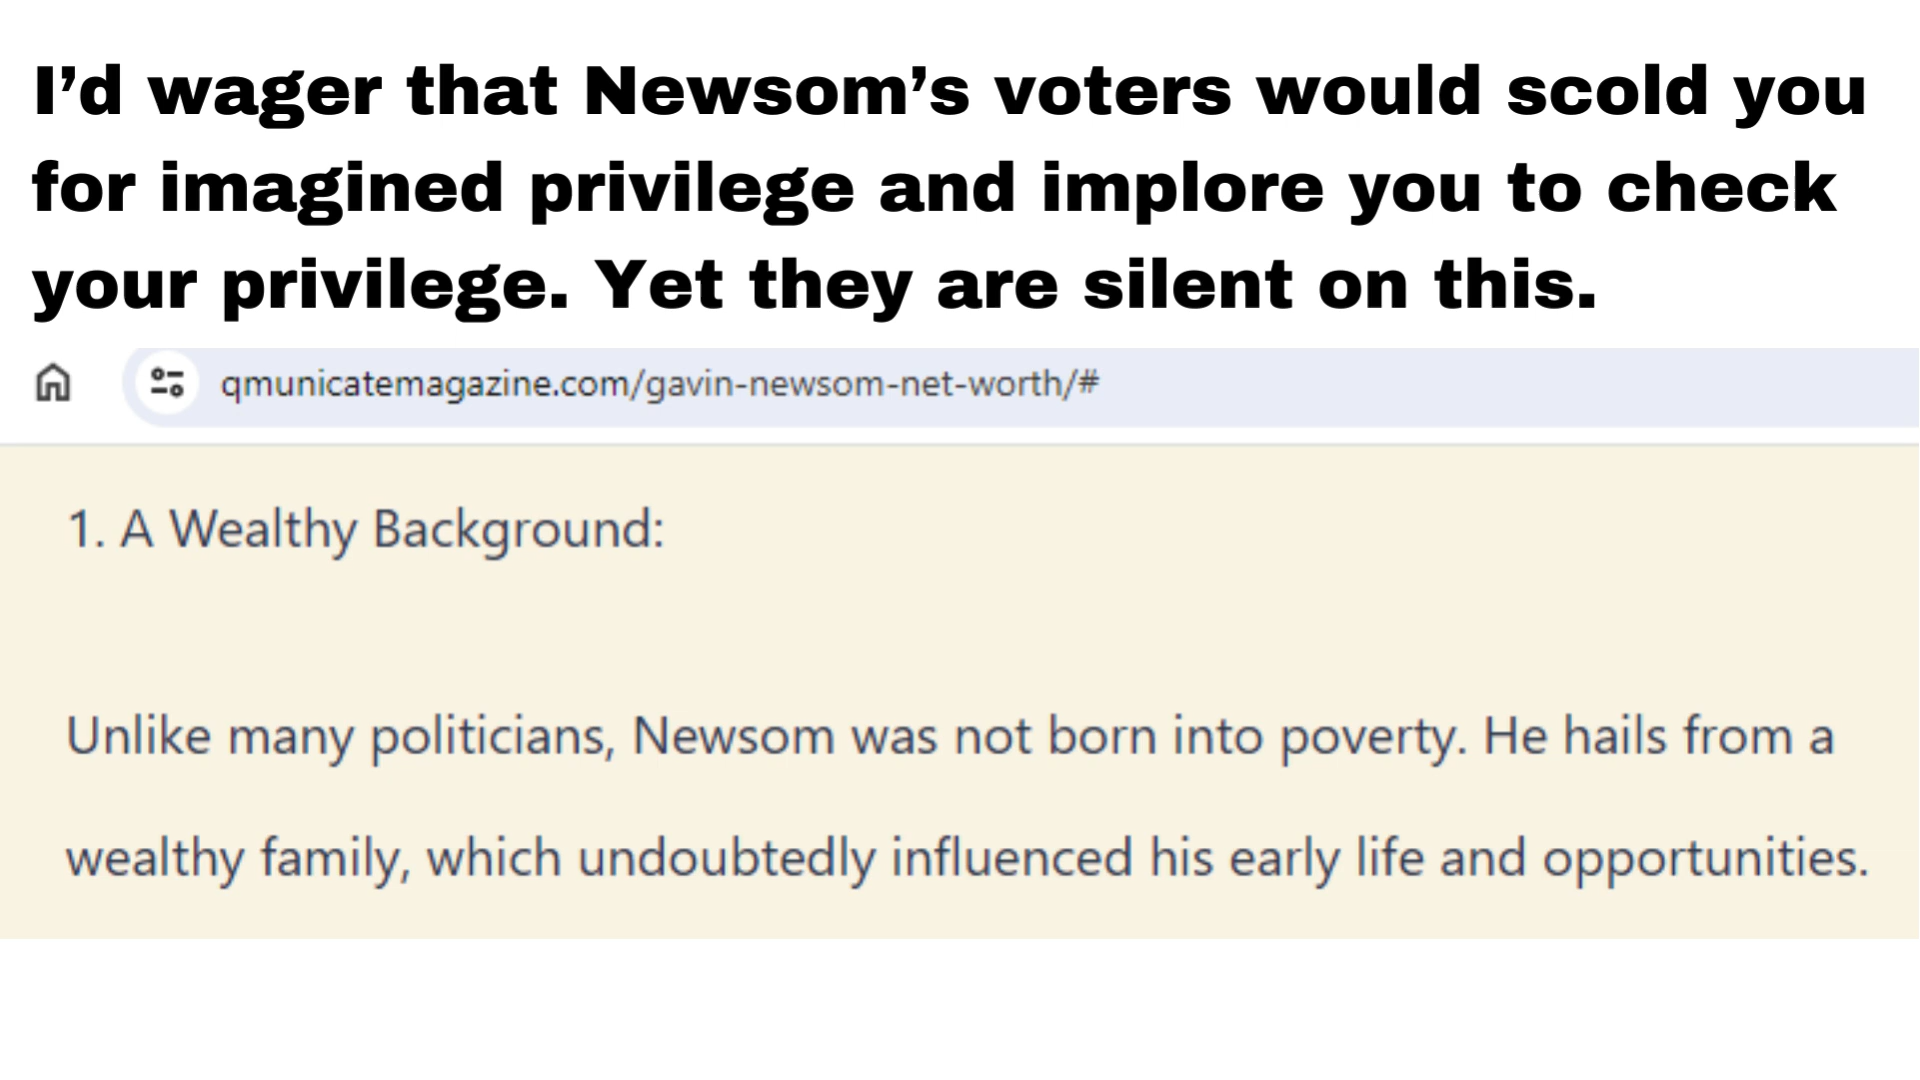 I’d wager that Newsom’s voters would scold you
for imagined privilege and implore you to check
your privilege. Yet they are silent on this.
qmunicatemagazine.com/gavin-newsom-net-worth/#
1. A Wealthy Background:
Unlike many politicians, Newsom was not born into poverty. He hails from a
wealthy family, which undoubtedly influenced his early life and opportunities.